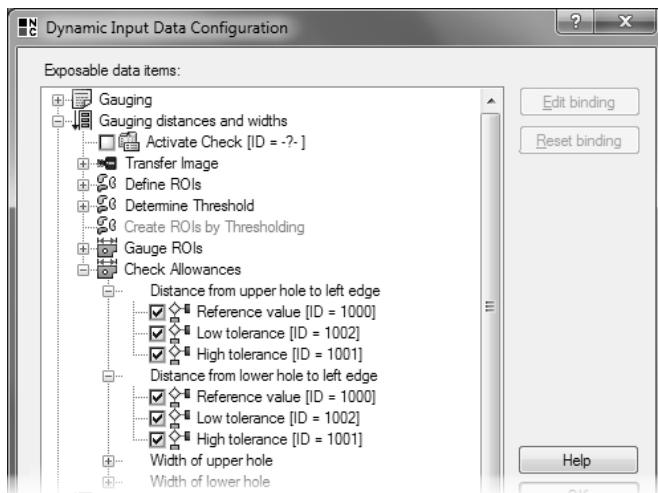 Dynamic Input Data Configuration
Exposable data items:
Gauging
Edit binding
Gauging distances and widths
Activate Check [ID = -?- ]
Reset binding
Transfer Image
Define ROIs
Determine Threshold
Create ROIs by Thresholding
Gauge ROIs
Check Allowances
Distance from upper hole to left edge
Reference value [ID = 1000]
Low tolerance [ID = 1002]
High tolerance [ID = 1001]
Distance from lower hole to left edge
Reference value [ID = 1000]
Low tolerance [ID = 1002]
High tolerance [ID = 1001]
Width of upper hole
Help
Width of lower hole